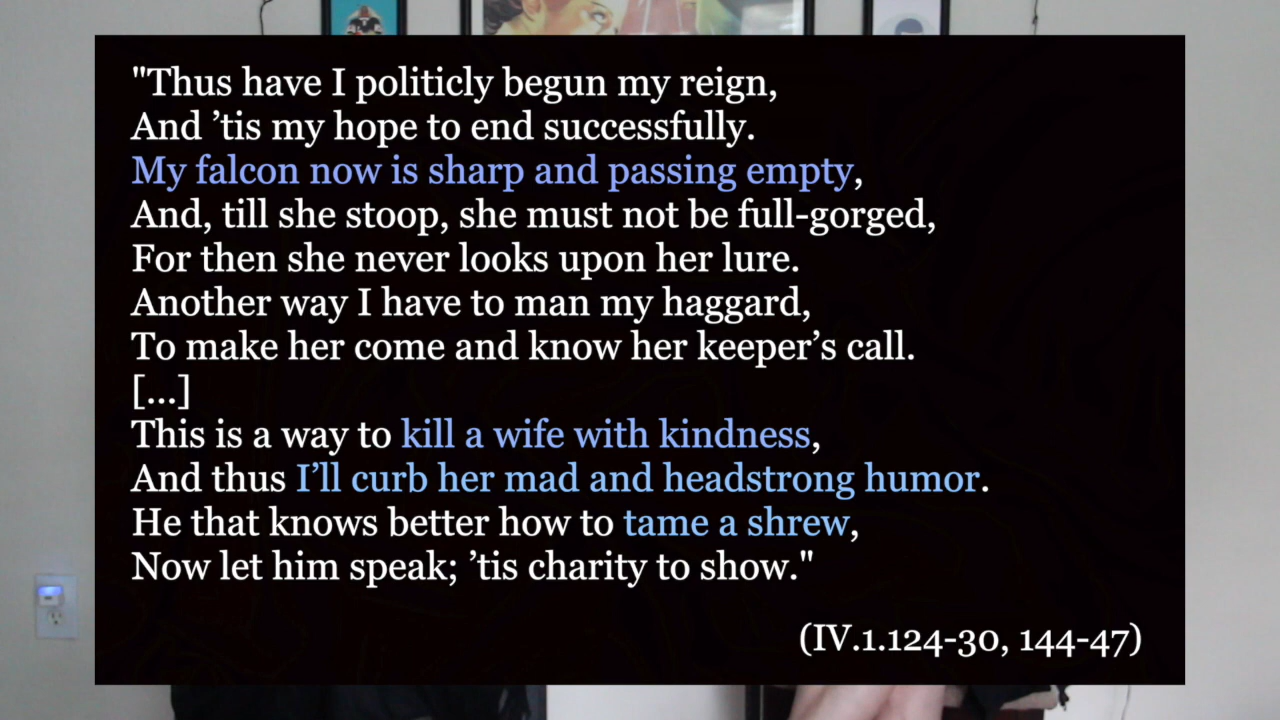 "Thus have I politicly begun my reign,
And ’tis my hope to end successfully.
My falcon now is sharp and passing empty,
And, till she stoop, she must not be full-gorged,
For then she never looks upon her lure.
Another way I have to man my haggard,
To make her come and know her keeper’s call.
[...]
This is a way to kill a wife with kindness,
And thus I’ll curb her mad and headstrong humor.
He that knows better how to tame a shrew,
Now let him speak; ’tis charity to show."
(IV.1.124-30, 144-47)